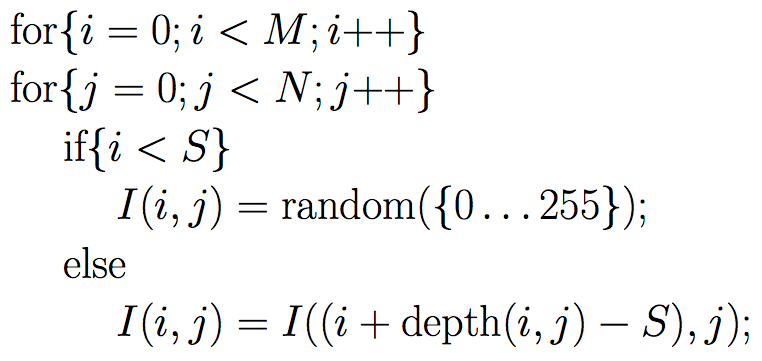 for{i = 0; i < M; i++}
for{j = 0; j < N; j++}
if{i < S}
I(i, j) = random({0 . . . 255});
else
I(i, j) = I((i + depth(i, j) − S), j);